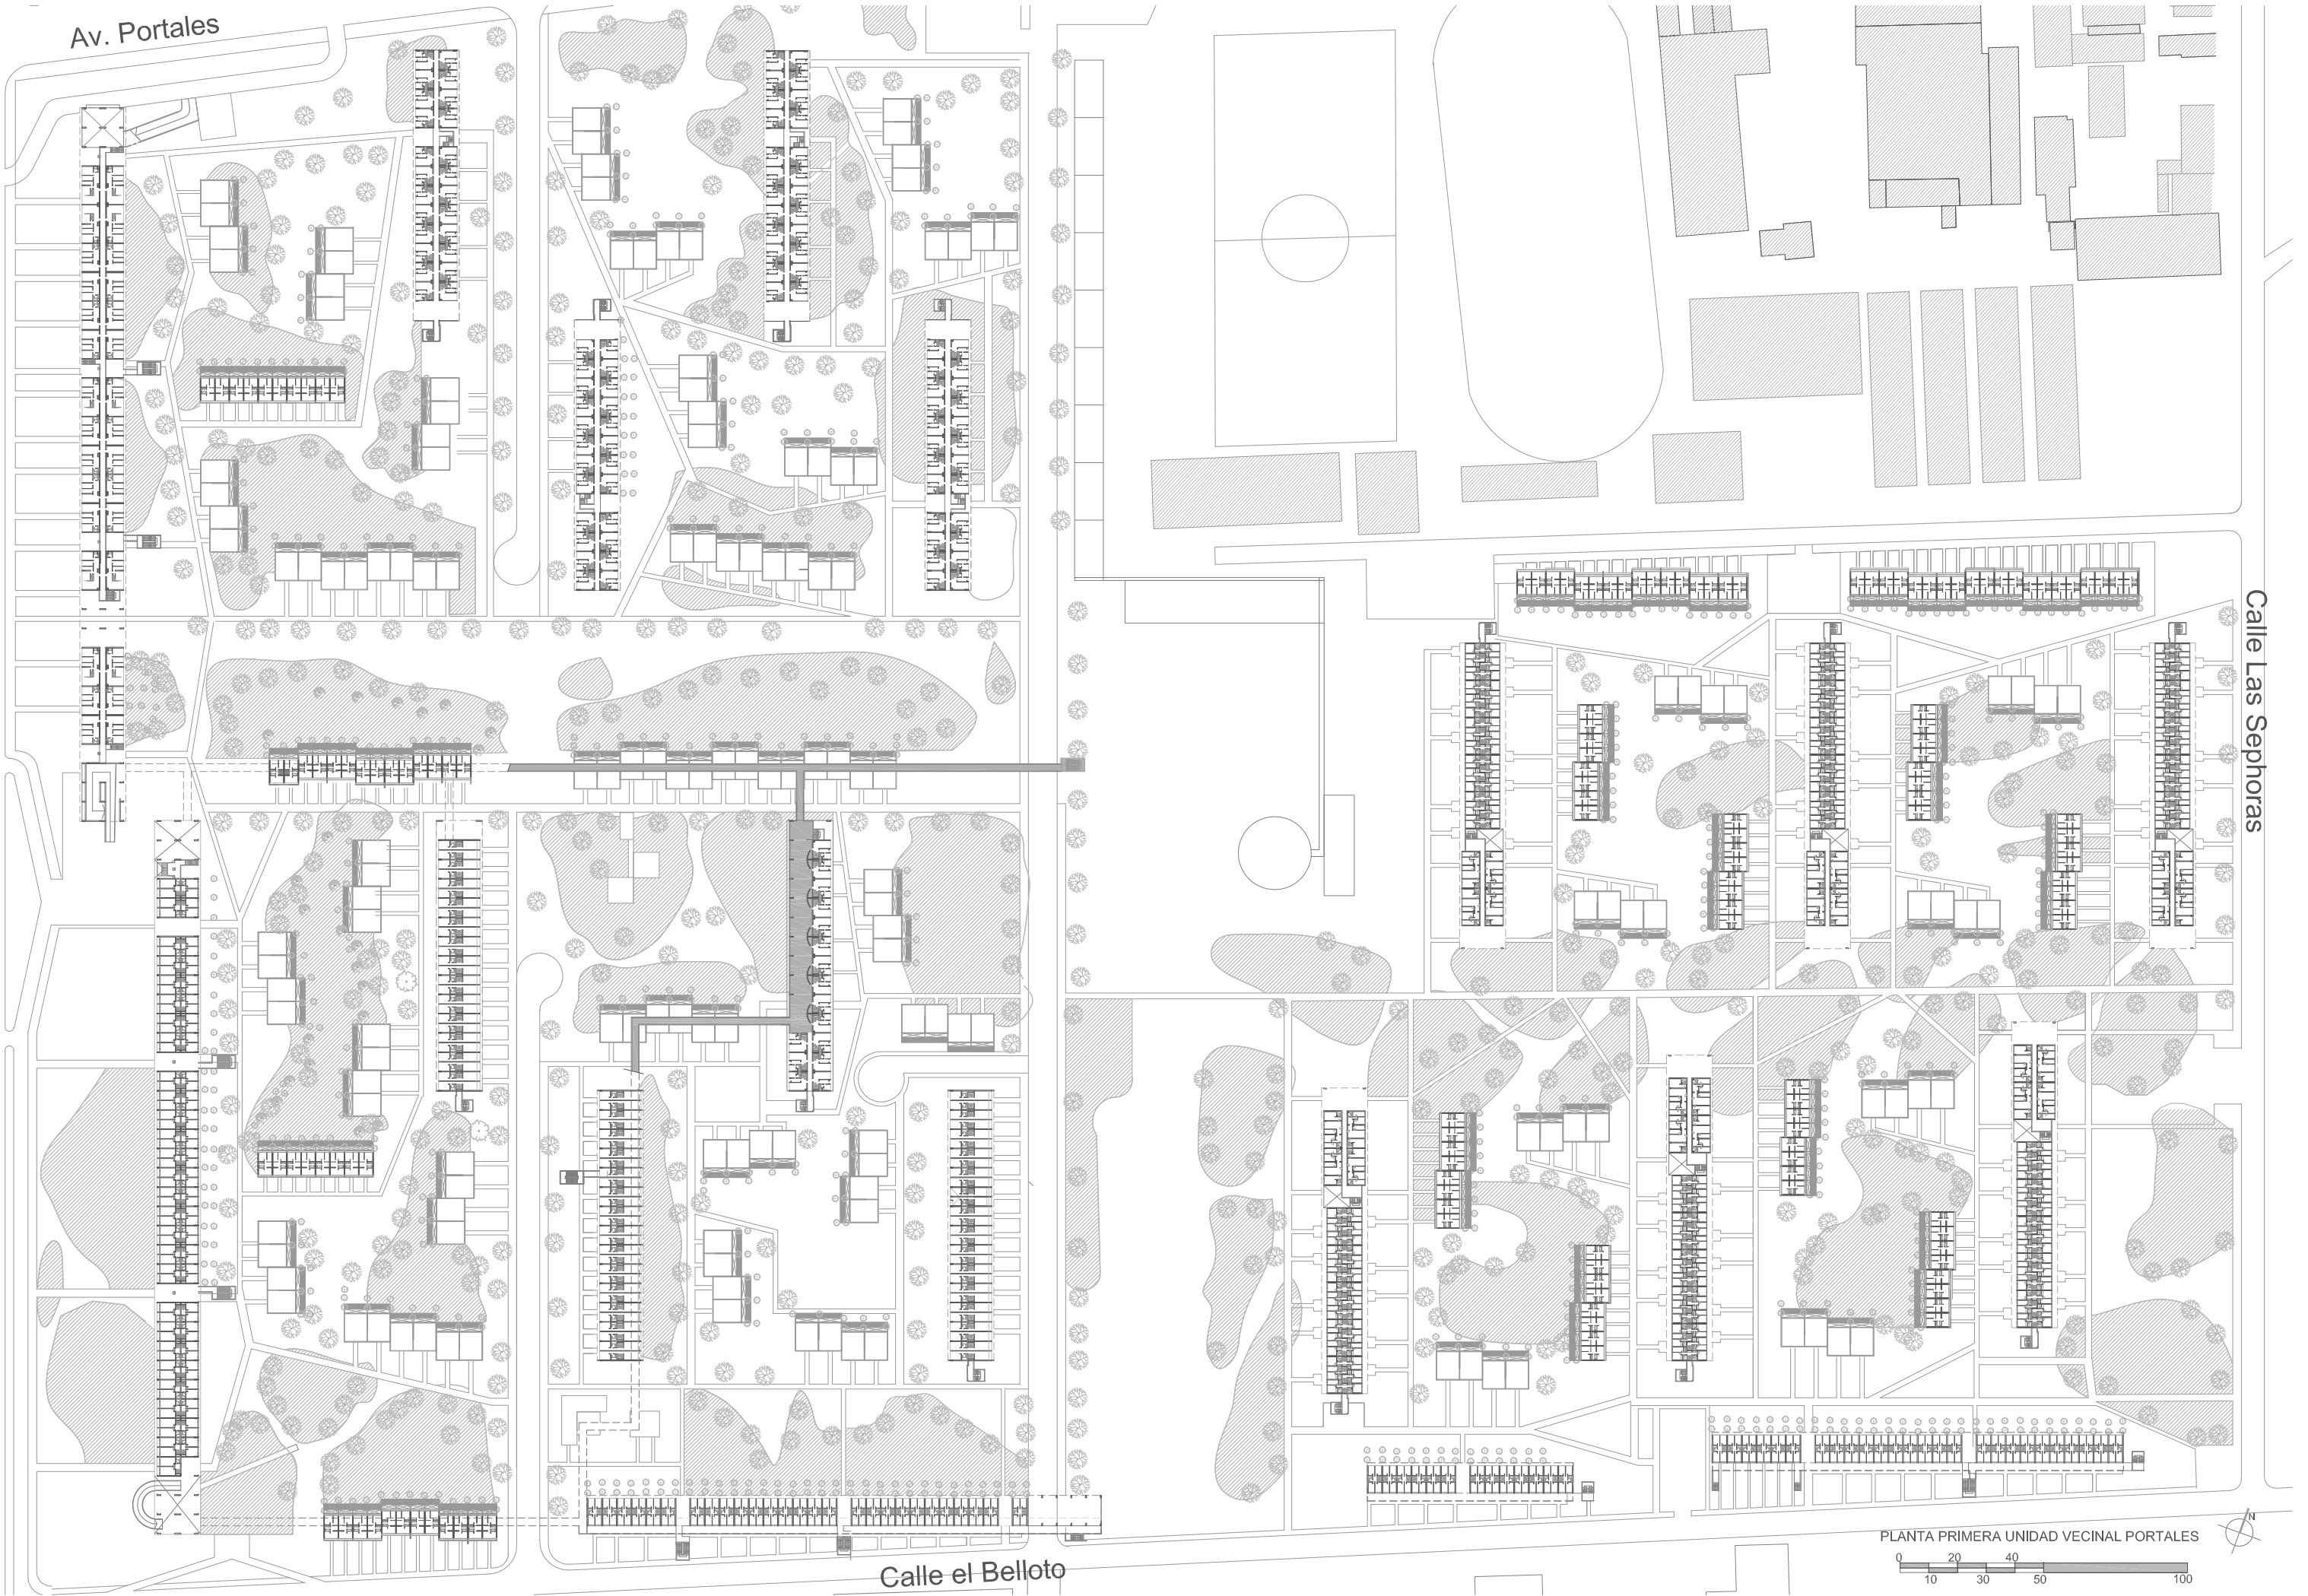 Av. Portales
Calle Las Sephoras
Calle el Belloto
PLANTA PRIMERA UNIDAD VECINAL PORTALES
N
0 20 40
10 30 50 100